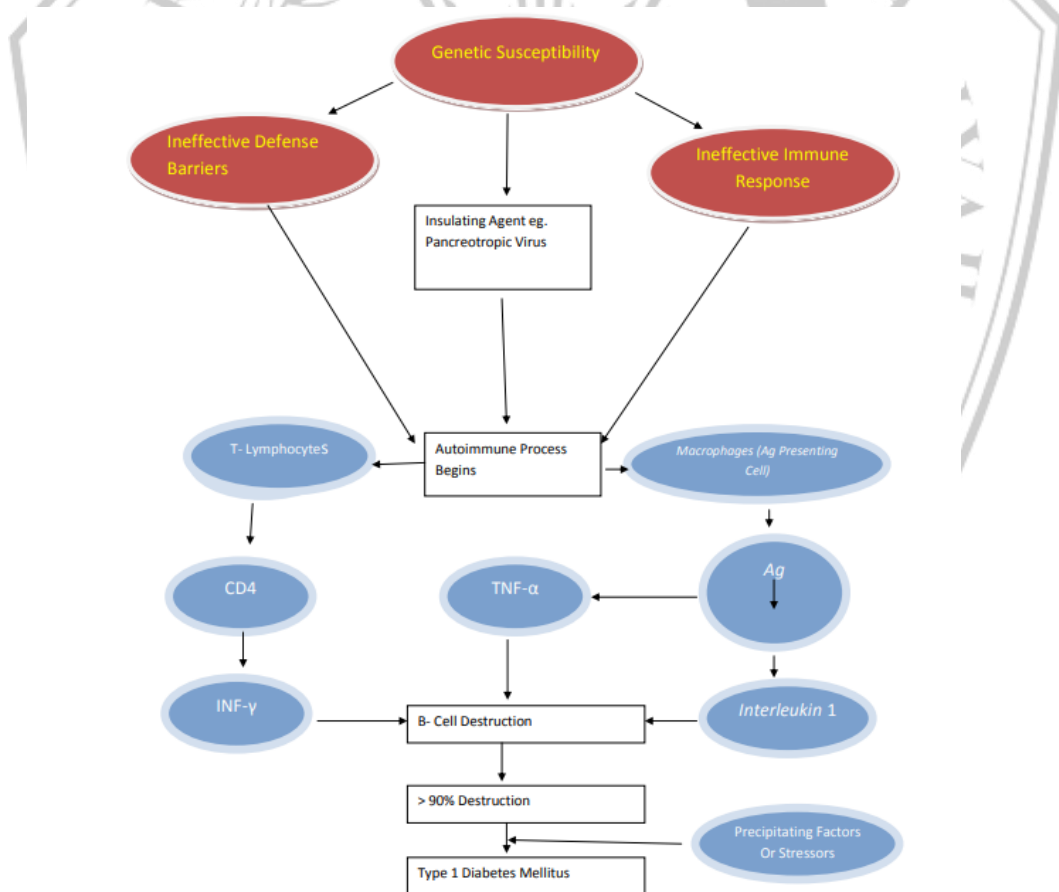 Genetic Susceptibility
Ineffective Defense
Barriers
Ineffective Immune
Response
Insulating Agent eg.
Pancreotropic Virus
T- LymphocyteS
Autoimmune Process
Begins
Macrophages (Ag Presenting
Cell)
CD4
TNF-α
Ag
INF-γ
B- Cell Destruction
Interleukin 1
> 90% Destruction
Precipitating Factors
Or Stressors
Type 1 Diabetes Mellitus